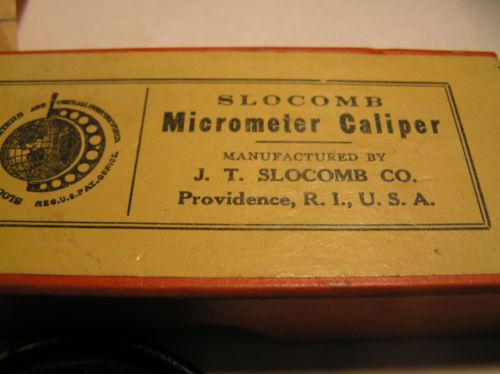 SLOCOMB
Micrometer Caliper
MANUFACTURED BY
J. T. SLOCOMB CO.
Providence, R. I., U. S. A.
REG. U.S. PAT. OFFICE.